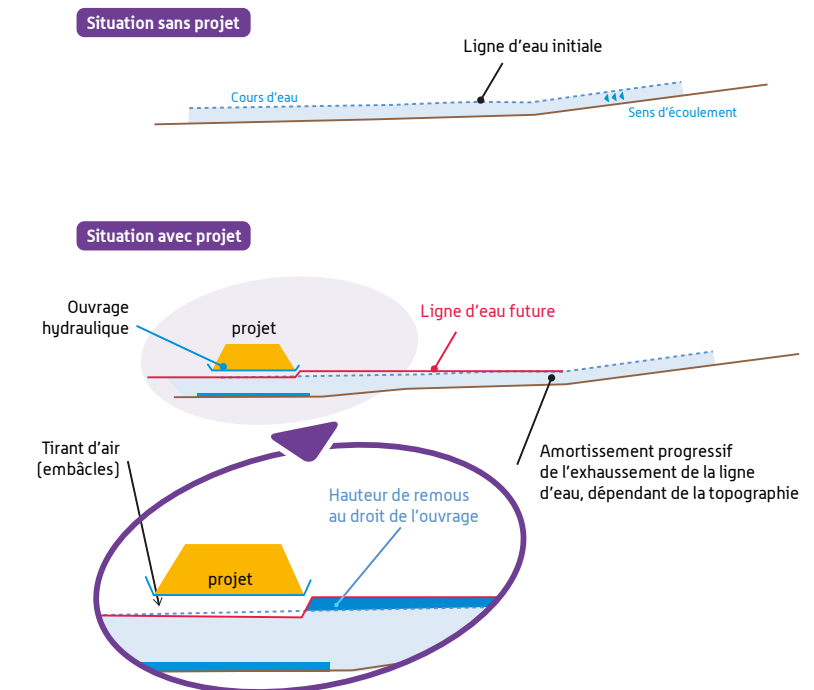 Situation sans projet
Ligne d'eau initiale
Cours d'eau
Sens d'écoulement
Situation avec projet
Ouvrage
hydraulique
projet
Ligne d'eau future
Tirant d'air
(embâcles)
Amortissement progressif
de l'exhaussement de la ligne
d'eau, dépendant de la topographie
Hauteur de remous
au droit de l'ouvrage
projet